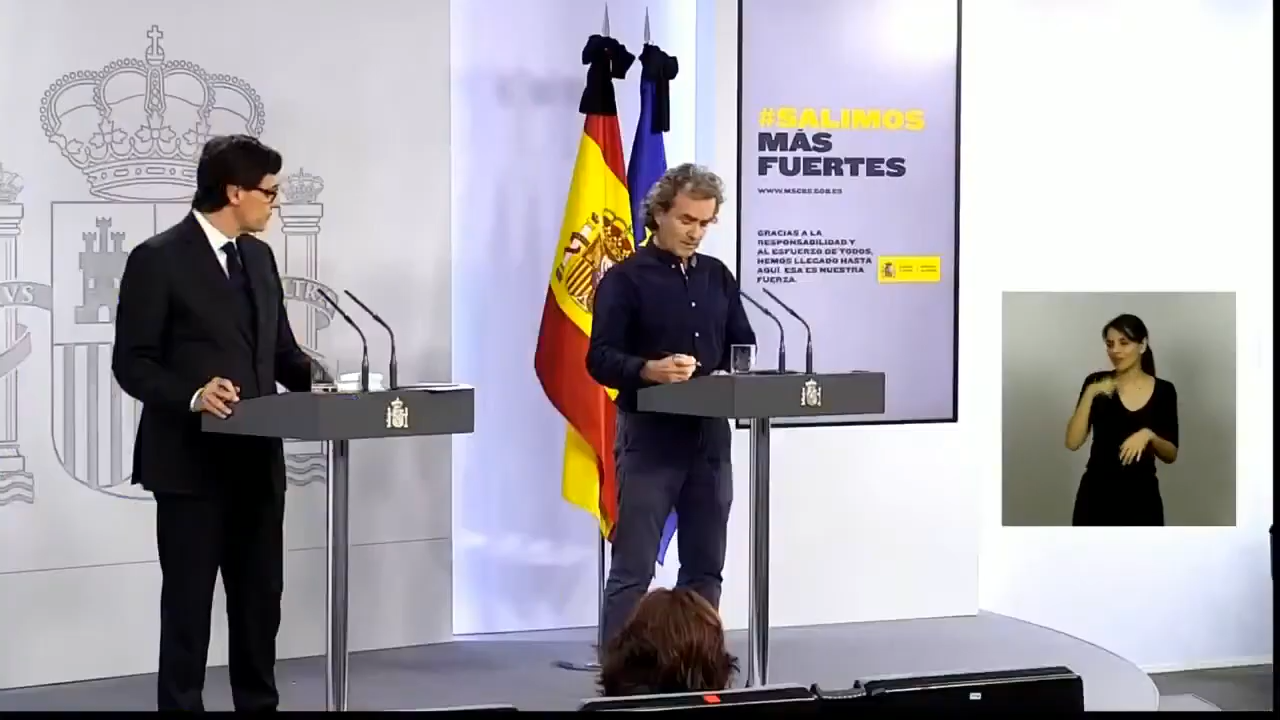 #SALIMOS
MÁS
FUERTES
WWW.MSCBS.GOB.ES
GRACIAS A LA
RESPONSABILIDAD Y
AL ESFUERZO DE TODOS,
HEMOS LLEGADO HASTA
AQUÍ. ESA ES NUESTRA
FUERZA.